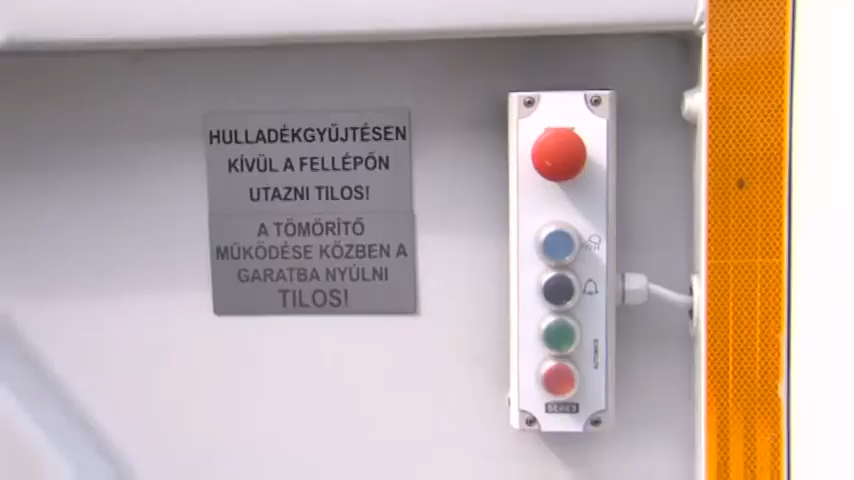 HULLADÉKGYŰJTÉSEN
KÍVÜL A FELLÉPŐN
UTAZNI TILOS!
A TÖMÖRÍTŐ
MŰKÖDÉSE KÖZBEN A
GARATBA NYÚLNI
TILOS!